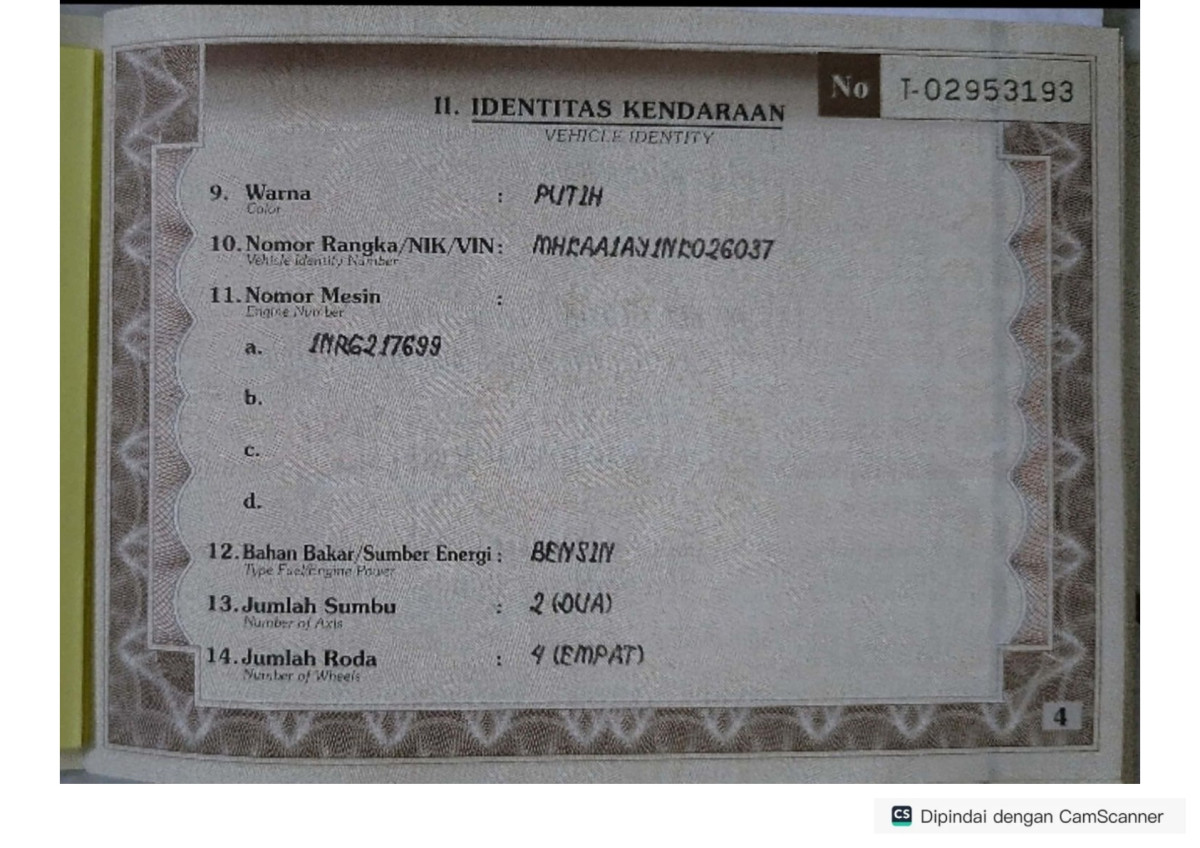 No T-02953193
II. IDENTITAS KENDARAAN
VEHICLE IDENTITY
9. Warna : PUTIH
Color
10. Nomor Rangka/NIK/VIN : MHKAA1AY1NK026037
Vehicle Identity Number
11. Nomor Mesin :
Engine Number
a. 1NRG217699
b.
c.
d.
12. Bahan Bakar/Sumber Energi : BENSIN
Type Fuel/Engine Power
13. Jumlah Sumbu : 2 (DUA)
Number of Axis
14. Jumlah Roda : 4 (EMPAT)
Number of Wheels
4
CS Dipindai dengan CamScanner